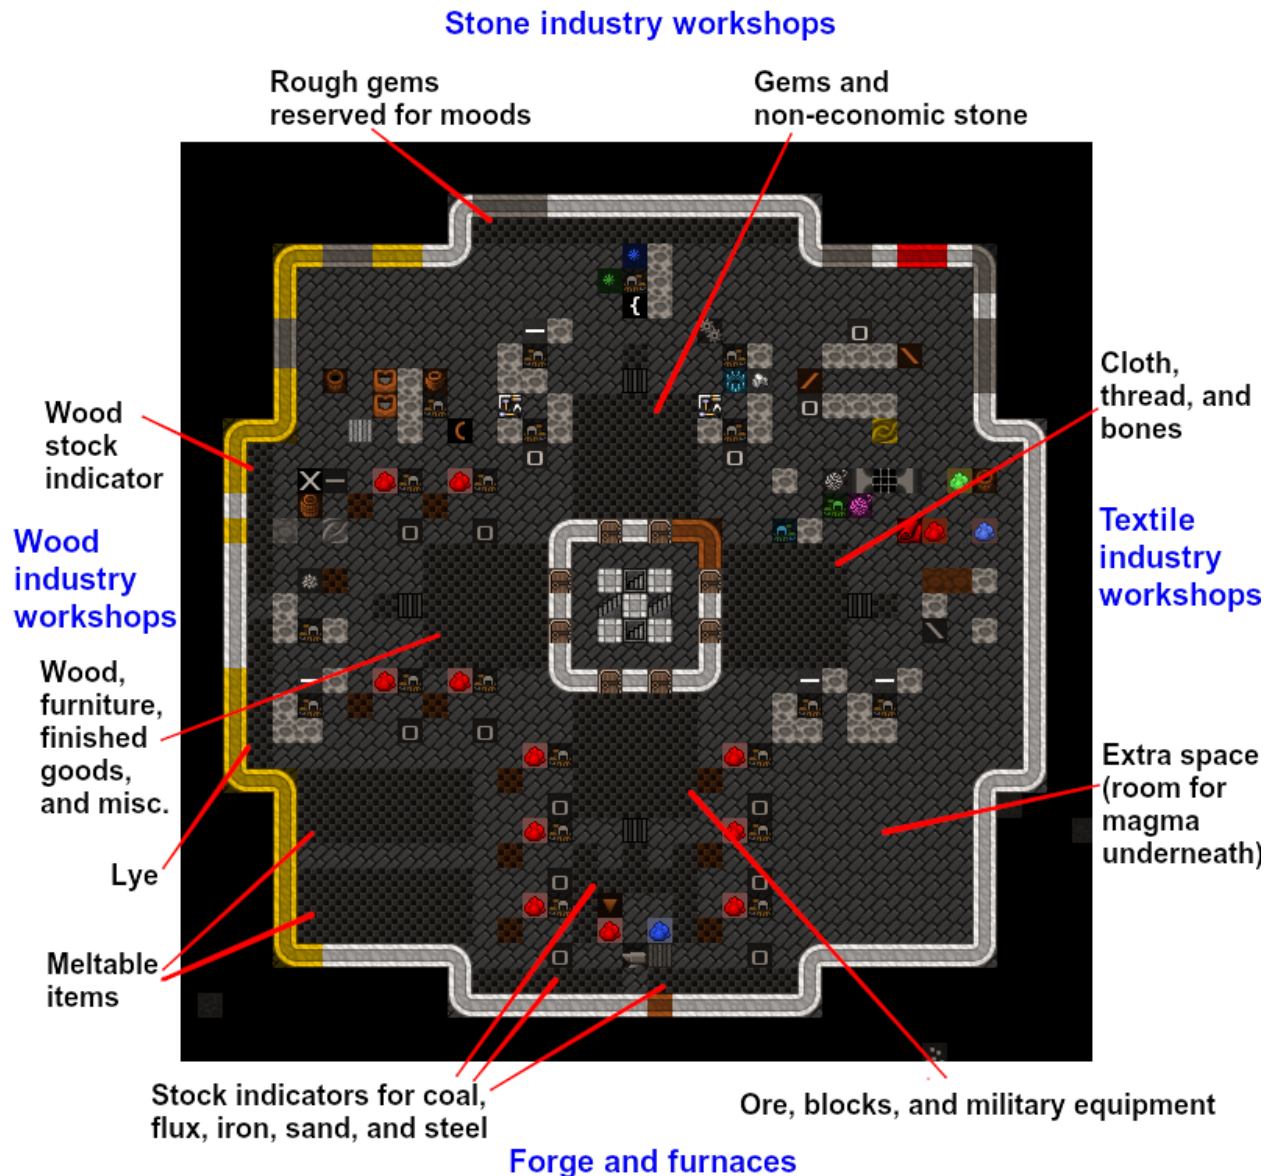 Stone industry workshops
Rough gems
reserved for moods
Gems and
non-economic stone
Cloth,
thread, and
bones
Wood
stock
indicator
Textile
industry
workshops
Wood
industry
workshops
Wood,
furniture,
finished
goods,
and misc.
Extra space
(room for
magma
underneath)
Lye
Meltable
items
Stock indicators for coal,
flux, iron, sand, and steel
Ore, blocks, and military equipment
Forge and furnaces